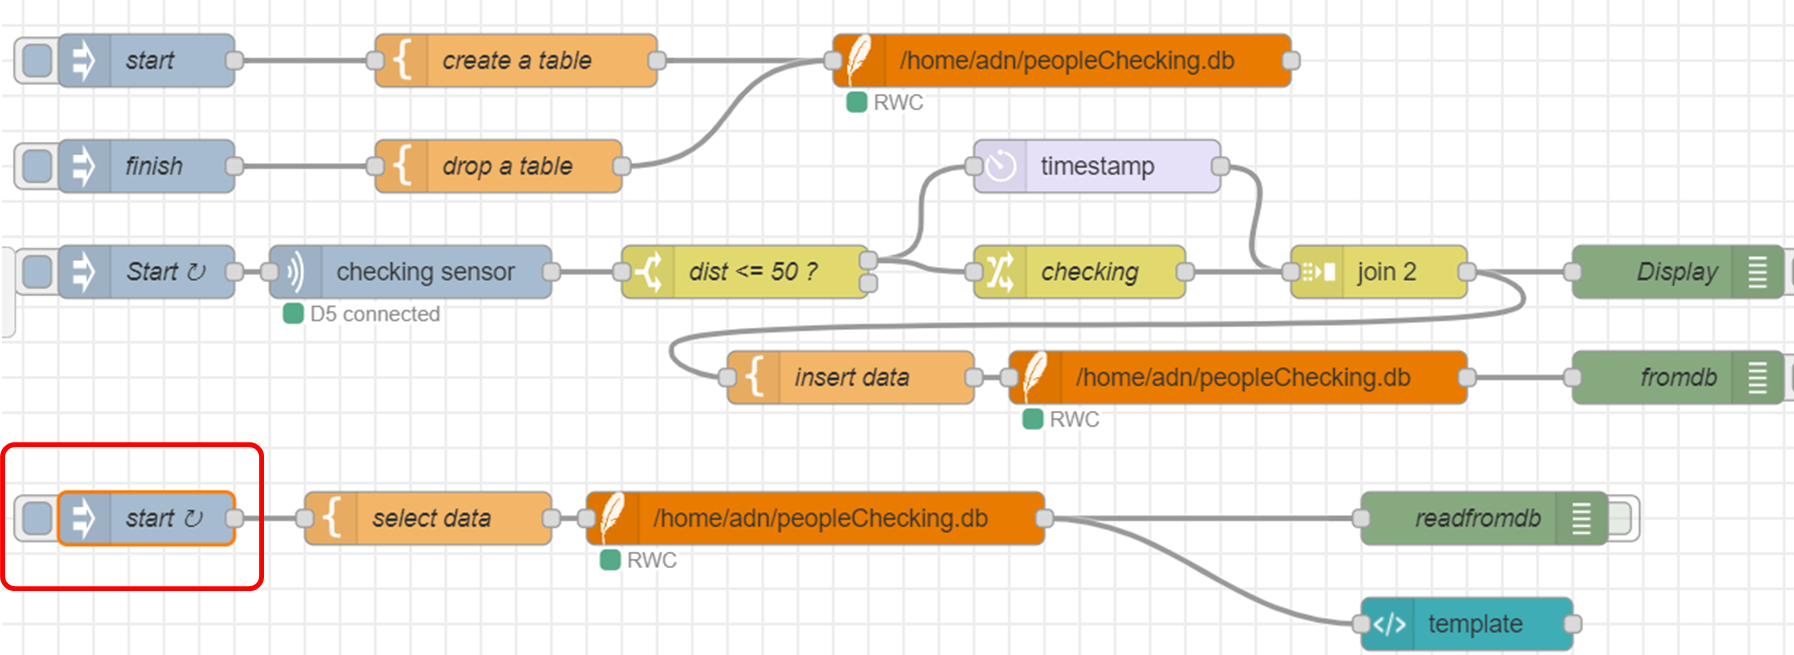 start
create a table
/home/adn/peopleChecking.db
RWC
finish
drop a table
timestamp
Start ↻
checking sensor
dist <= 50 ?
checking
join 2
Display
D5 connected
insert data
/home/adn/peopleChecking.db
fromdb
RWC
start ↻
select data
/home/adn/peopleChecking.db
readfromdb
RWC
template